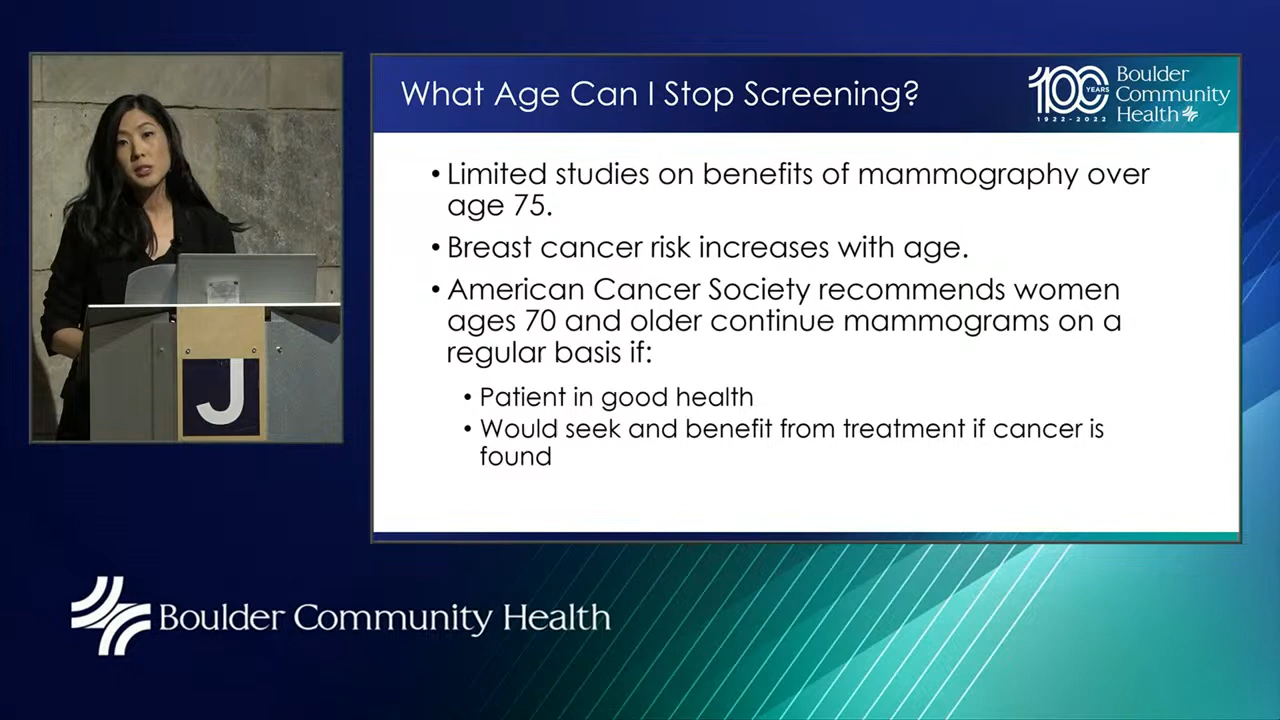 What Age Can I Stop Screening?
100 YEARS
1922-2022
Boulder
Community
Health
• Limited studies on benefits of mammography over
age 75.
• Breast cancer risk increases with age.
• American Cancer Society recommends women
ages 70 and older continue mammograms on a
regular basis if:
• Patient in good health
• Would seek and benefit from treatment if cancer is
found
J
Boulder Community Health